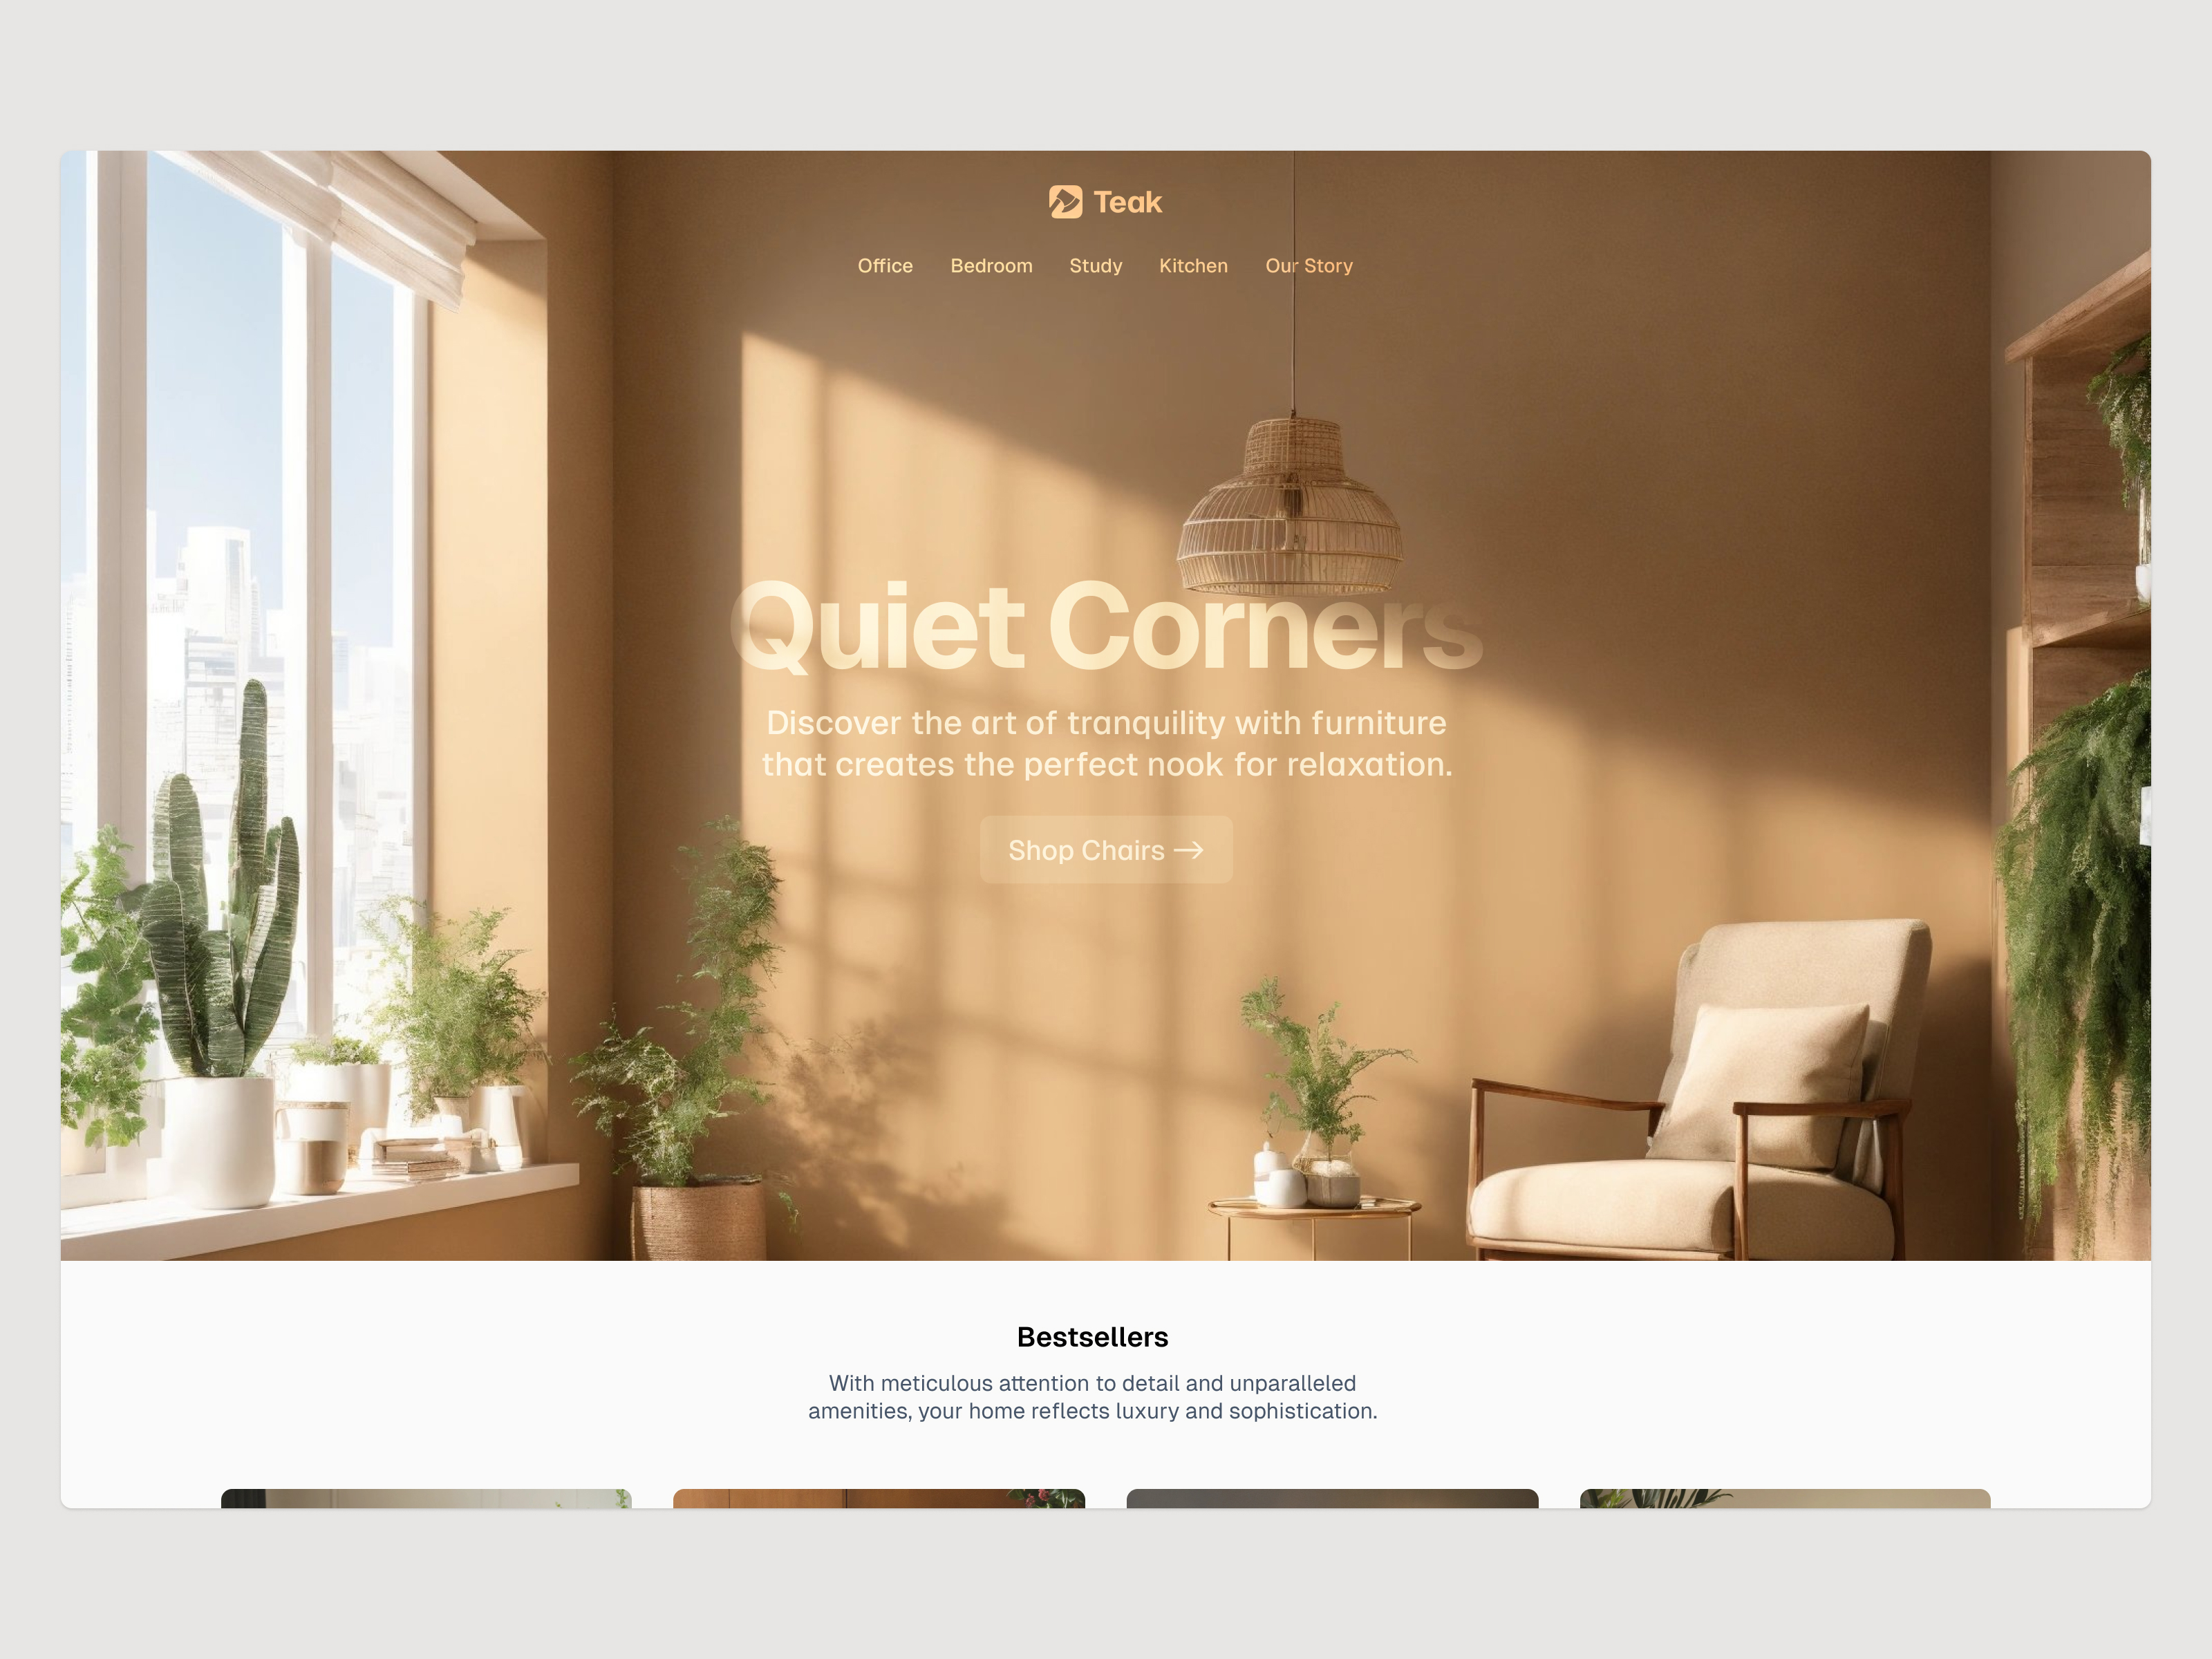 Teak
Office Bedroom Study Kitchen Our Story
Quiet Corners
Discover the art of tranquility with furniture
that creates the perfect nook for relaxation.
Shop Chairs →
Bestsellers
With meticulous attention to detail and unparalleled
amenities, your home reflects luxury and sophistication.